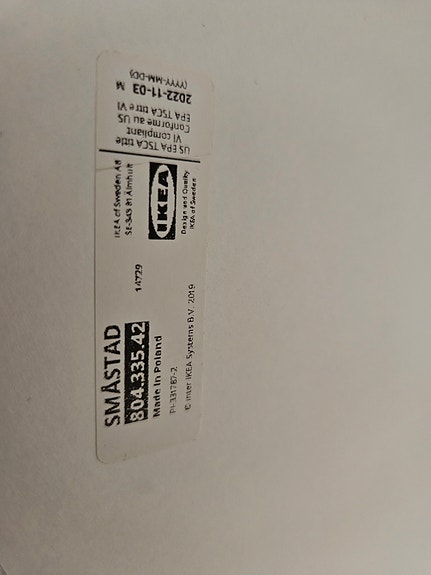 SMÅSTAD
804.335.42
Made in Poland
PI-331787-2
© Inter IKEA Systems B.V. 2019
14729
IKEA of Sweden AB
SE-343 81 Älmhult
IKEA
Design and Quality
IKEA of Sweden
US EPA TSCA title
VI compliant
Conforme au US
EPA TSCA titre VI
2022-11-03 M
(YYYY-MM-DD)